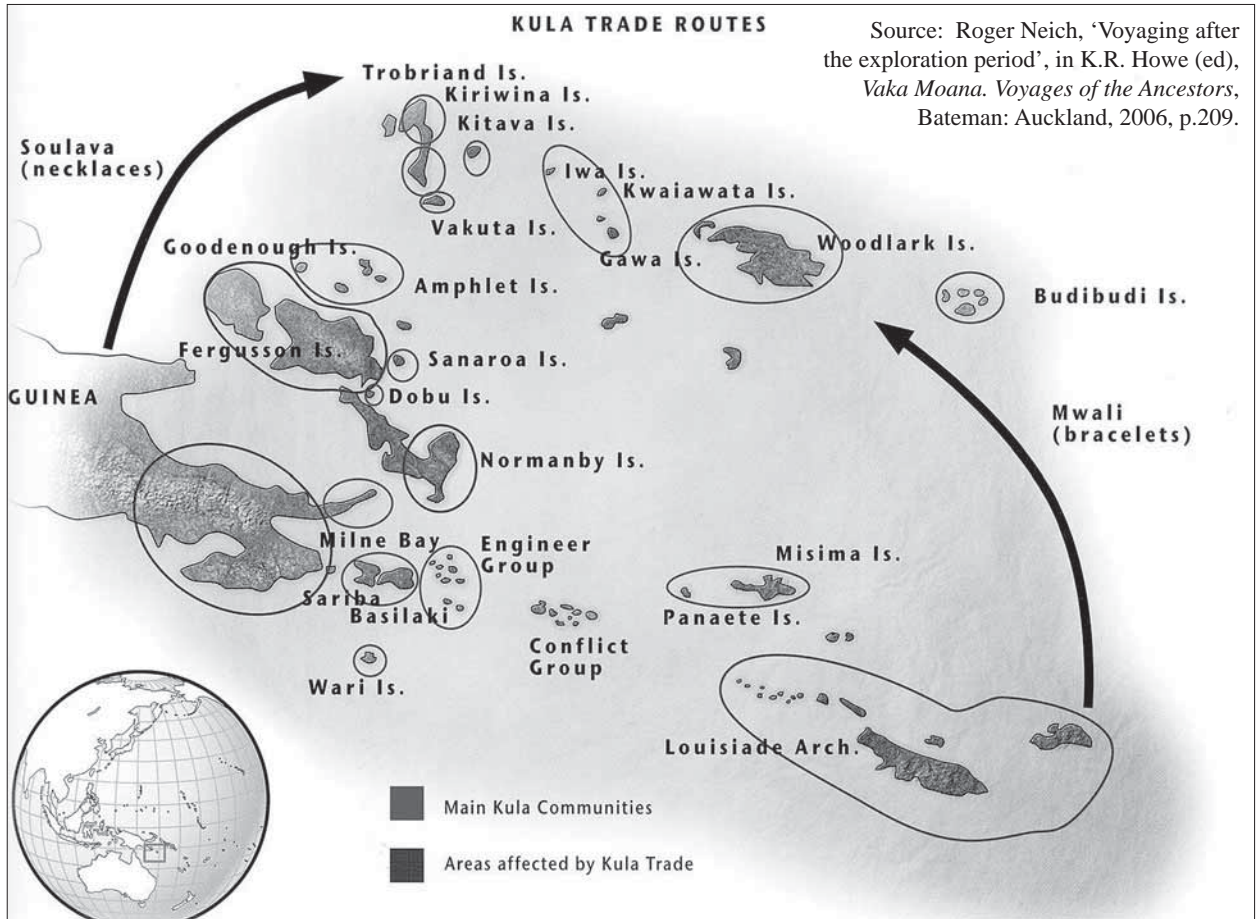 KULA TRADE ROUTES
Source: Roger Neich, ‘Voyaging after
the exploration period’, in K.R. Howe (ed),
Vaka Moana. Voyages of the Ancestors,
Bateman: Auckland, 2006, p.209.
Trobriand Is.
Kiriwina Is.
Kitava Is.
Soulava
(necklaces)
Iwa Is.
Kwaiawata Is.
Vakuta Is.
Goodenough Is.
Gawa Is.
Woodlark Is.
Amphlet Is.
Budibudi Is.
Fergusson Is.
Sanaroa Is.
GUINEA
Dobu Is.
Mwali
(bracelets)
Normanby Is.
Milne Bay
Engineer
Group
Misima Is.
Sariba
Basilaki
Panaete Is.
Conflict
Group
Wari Is.
Louisiade Arch.
Main Kula Communities
Areas affected by Kula Trade